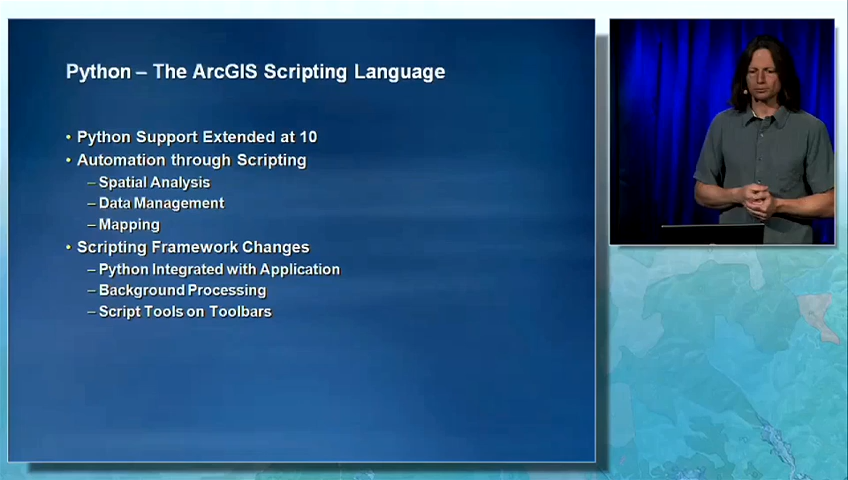 Python – The ArcGIS Scripting Language
• Python Support Extended at 10
• Automation through Scripting
– Spatial Analysis
– Data Management
– Mapping
• Scripting Framework Changes
– Python Integrated with Application
– Background Processing
– Script Tools on Toolbars